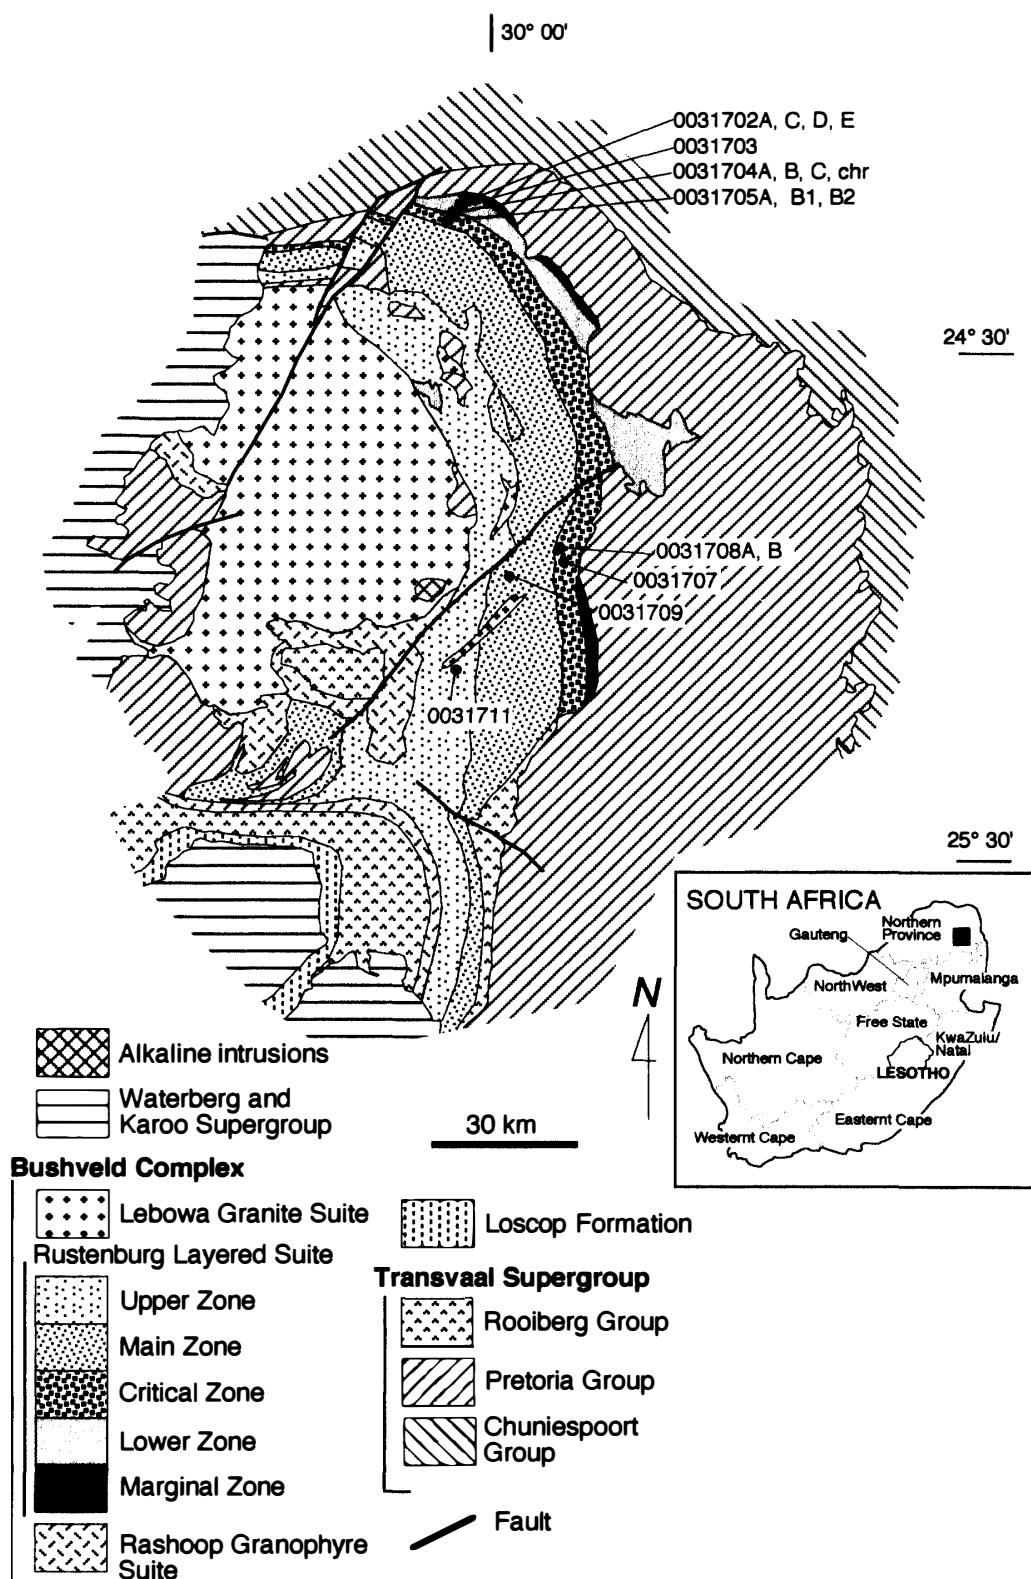 30° 00'
0031702A, C, D, E
0031703
0031704A, B, C, chr
0031705A, B1, B2
24° 30'
0031708A, B
0031707
0031709
0031711
25° 30'
SOUTH AFRICA
Northern
Province
Gauteng
NorthWest
Mpumalanga
Free State
KwaZulu/
Natal
Northern Cape
LESOTHO
Easternt Cape
Westernt Cape
N
30 km
Alkaline intrusions
Waterberg and
Karoo Supergroup
Bushveld Complex
Lebowa Granite Suite
Rustenburg Layered Suite
Upper Zone
Main Zone
Critical Zone
Lower Zone
Marginal Zone
Rashoop Granophyre
Suite
Loscop Formation
Transvaal Supergroup
Rooiberg Group
Pretoria Group
Chuniespoort
Group
Fault